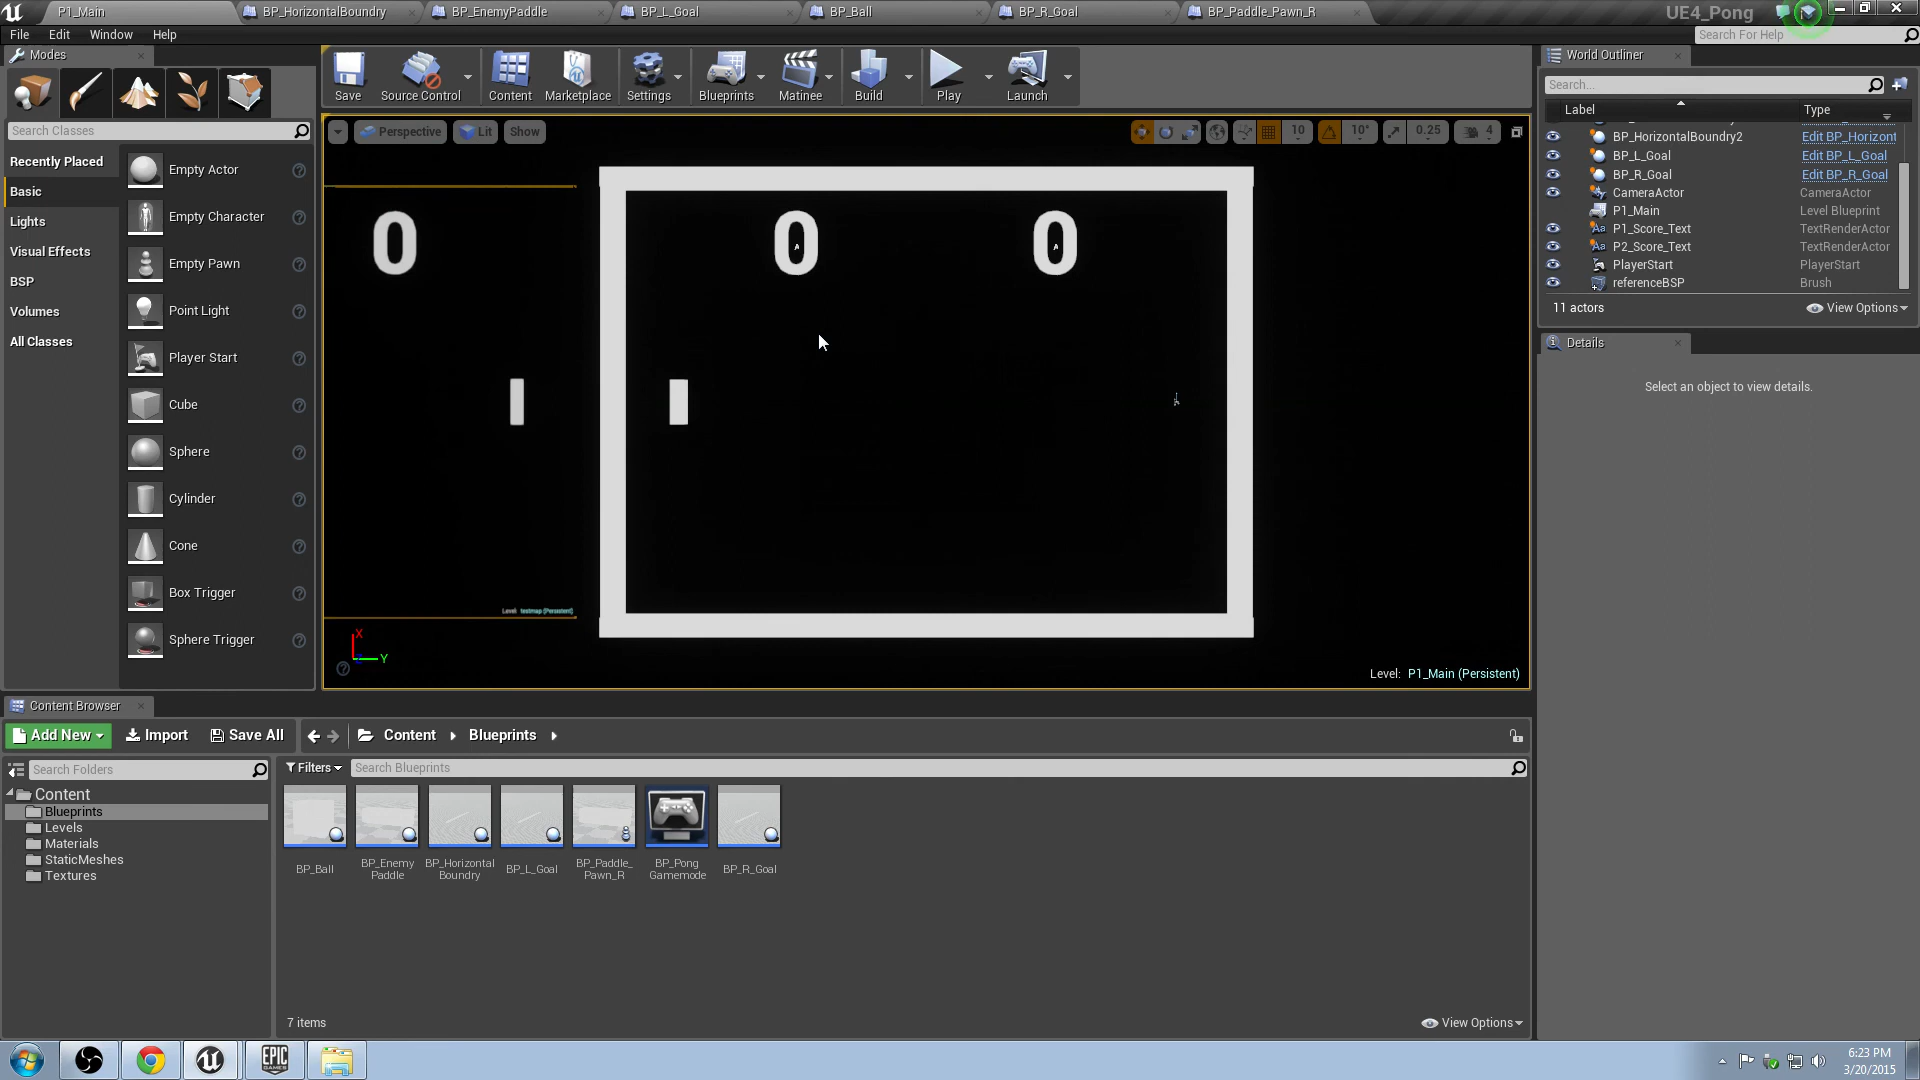 P1_Main
BP_HorizontalBoundry
BP_EnemyPaddle
BP_L_Goal
BP_Ball
BP_R_Goal
BP_Paddle_Pawn_R
UE4_Pong
File Edit Window Help
Search For Help
Modes
Save
Source Control
Content
Marketplace
Settings
Blueprints
Matinee
Build
Play
Launch
World Outliner
Search...
Label Type
BP_HorizontalBoundry2 Edit BP_Horizont
BP_L_Goal Edit BP_L_Goal
BP_R_Goal Edit BP_R_Goal
CameraActor CameraActor
P1_Main Level Blueprint
P1_Score_Text TextRenderActor
P2_Score_Text TextRenderActor
PlayerStart PlayerStart
referenceBSP Brush
11 actors View Options
Details
Select an object to view details.
Search Classes
Recently Placed
Basic
Lights
Visual Effects
BSP
Volumes
All Classes
Empty Actor
Empty Character
Empty Pawn
Point Light
Player Start
Cube
Sphere
Cylinder
Cone
Box Trigger
Sphere Trigger
Perspective Lit Show
10 10° 0.25 4
0 0 0
Level: testmap (Persistent)
X
Y
Level: P1_Main (Persistent)
Content Browser
Add New Import Save All Content Blueprints
Search Folders
Filters Search Blueprints
Content
Blueprints
Levels
Materials
StaticMeshes
Textures
BP_Ball
BP_Enemy
Paddle
BP_Horizontal
Boundry
BP_L_Goal
BP_Paddle_
Pawn_R
BP_Pong
Gamemode
BP_R_Goal
7 items View Options
EPIC
GAMES
6:23 PM
3/20/2015